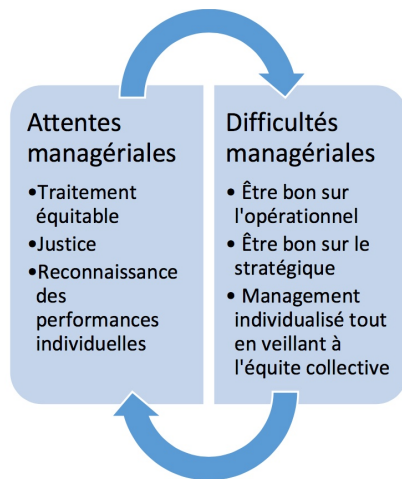 Attentes
managériales
•Traitement
équitable
•Justice
•Reconnaissance
des
performances
individuelles
Difficultés
managériales
• Être bon sur
l'opérationnel
• Être bon sur le
stratégique
• Management
individualisé tout
en veillant à
l'équite collective